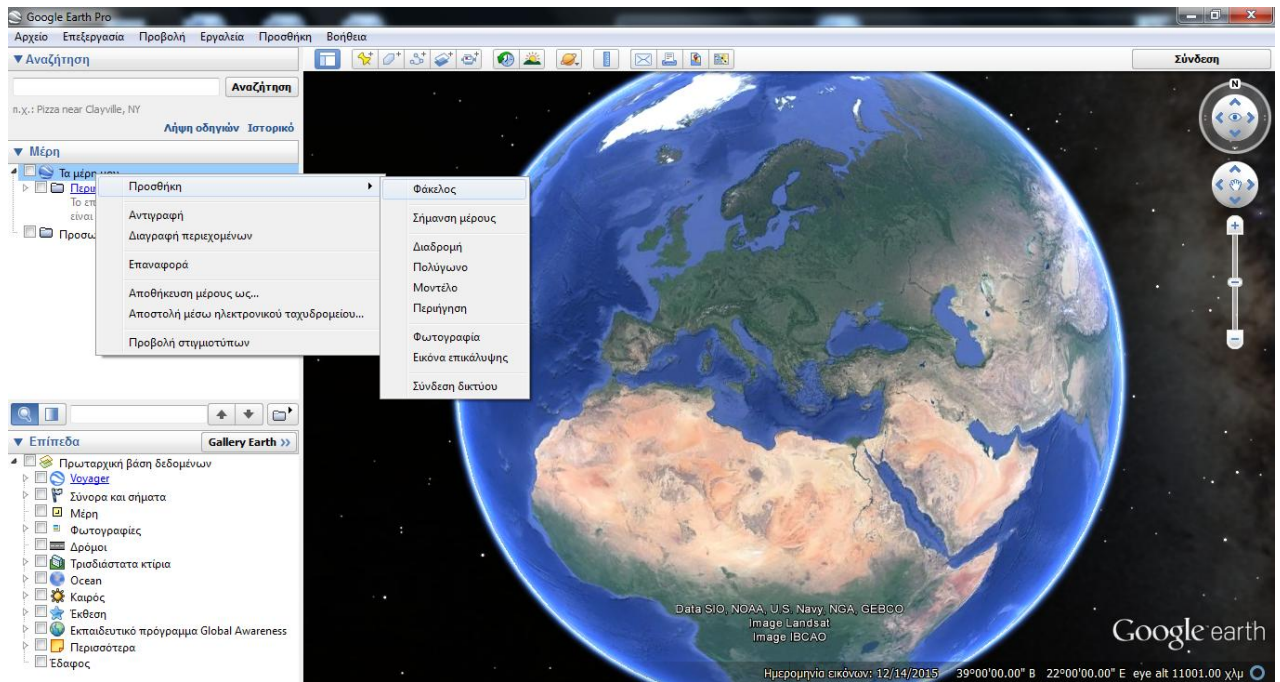 Google Earth Pro
Αρχείο Επεξεργασία Προβολή Εργαλεία Προσθήκη Βοήθεια
▼Αναζήτηση
Σύνδεση
Αναζήτηση
π.χ.: Pizza near Clayville, NY
Λήψη οδηγιών Ιστορικό
▼ Μέρη
Τα μέρη
Το
είναι
Προσθήκη
Αντιγραφή
Διαγραφή περιεχομένων
Επαναφορά
Αποθήκευση μέρους ως...
Αποστολή μέσω ηλεκτρονικού ταχυδρομείου...
Προβολή στιγμιοτύπων
Φάκελος
Σήμανση μέρους
Διαδρομή
Πολύγωνο
Μοντέλο
Περιήγηση
Φωτογραφία
Εικόνα επικάλυψης
Σύνδεση δικτύου
▼ Επίπεδα
Gallery Earth »
Πρωταρχική βάση δεδομένων
Voyager
Σύνορα και σήματα
Μέρη
Φωτογραφίες
Δρόμοι
Τρισδιάστατα κτίρια
Ocean
Καιρός
Έκθεση
Εκπαιδευτικό πρόγραμμα Global Awareness
Περισσότερα
Έδαφος
N
Data SIO, NOAA, U.S. Navy, NGA, GEBCO
Image Landsat
Image IBCAO
Google earth
Ημερομηνία εικόνων: 12/14/2015 39°00'00.00" Β 22°00'00.00" Ε eye alt 11001.00 χλμ